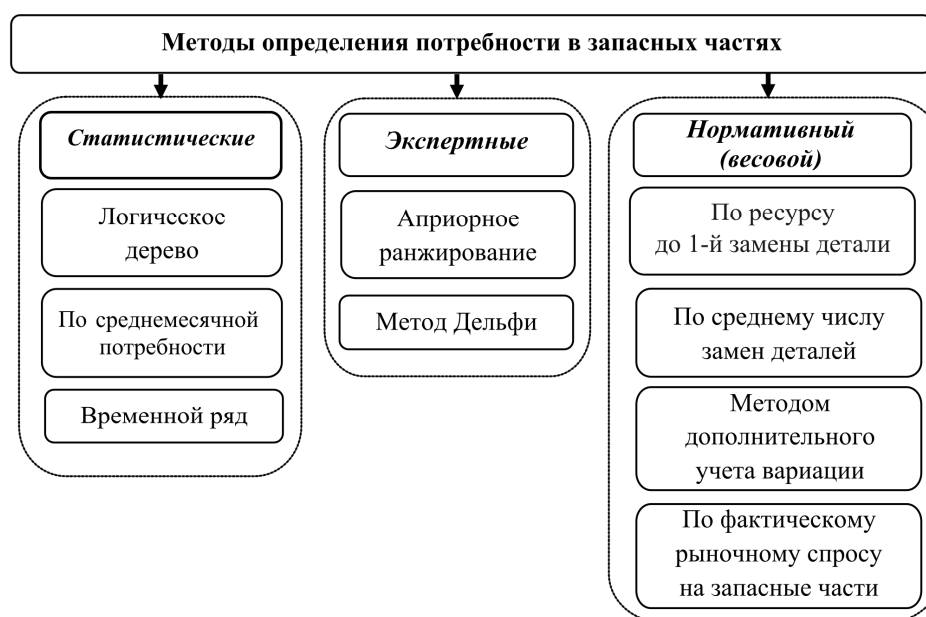 Методы определения потребности в запасных частях
Статистические
Логическое
дерево
По среднемесячной
потребности
Временной ряд
Экспертные
Априорное
ранжирование
Метод Дельфи
Нормативный
(весовой)
По ресурсу
до 1-й замены детали
По среднему числу
замен деталей
Методом
дополнительного
учета вариации
По фактическому
рыночному спросу
на запасные части